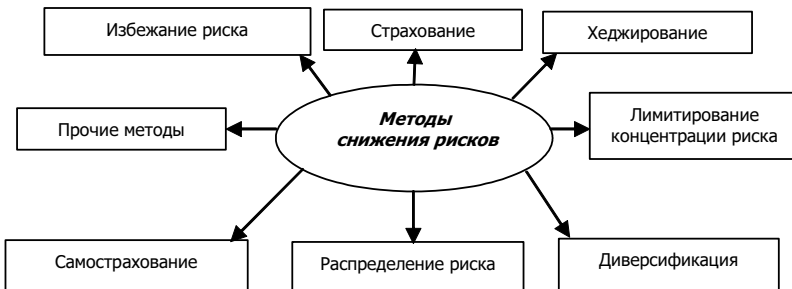 Избежание риска
Страхование
Хеджирование
Прочие методы
Методы
снижения рисков
Лимитирование
концентрации риска
Самострахование
Распределение риска
Диверсификация